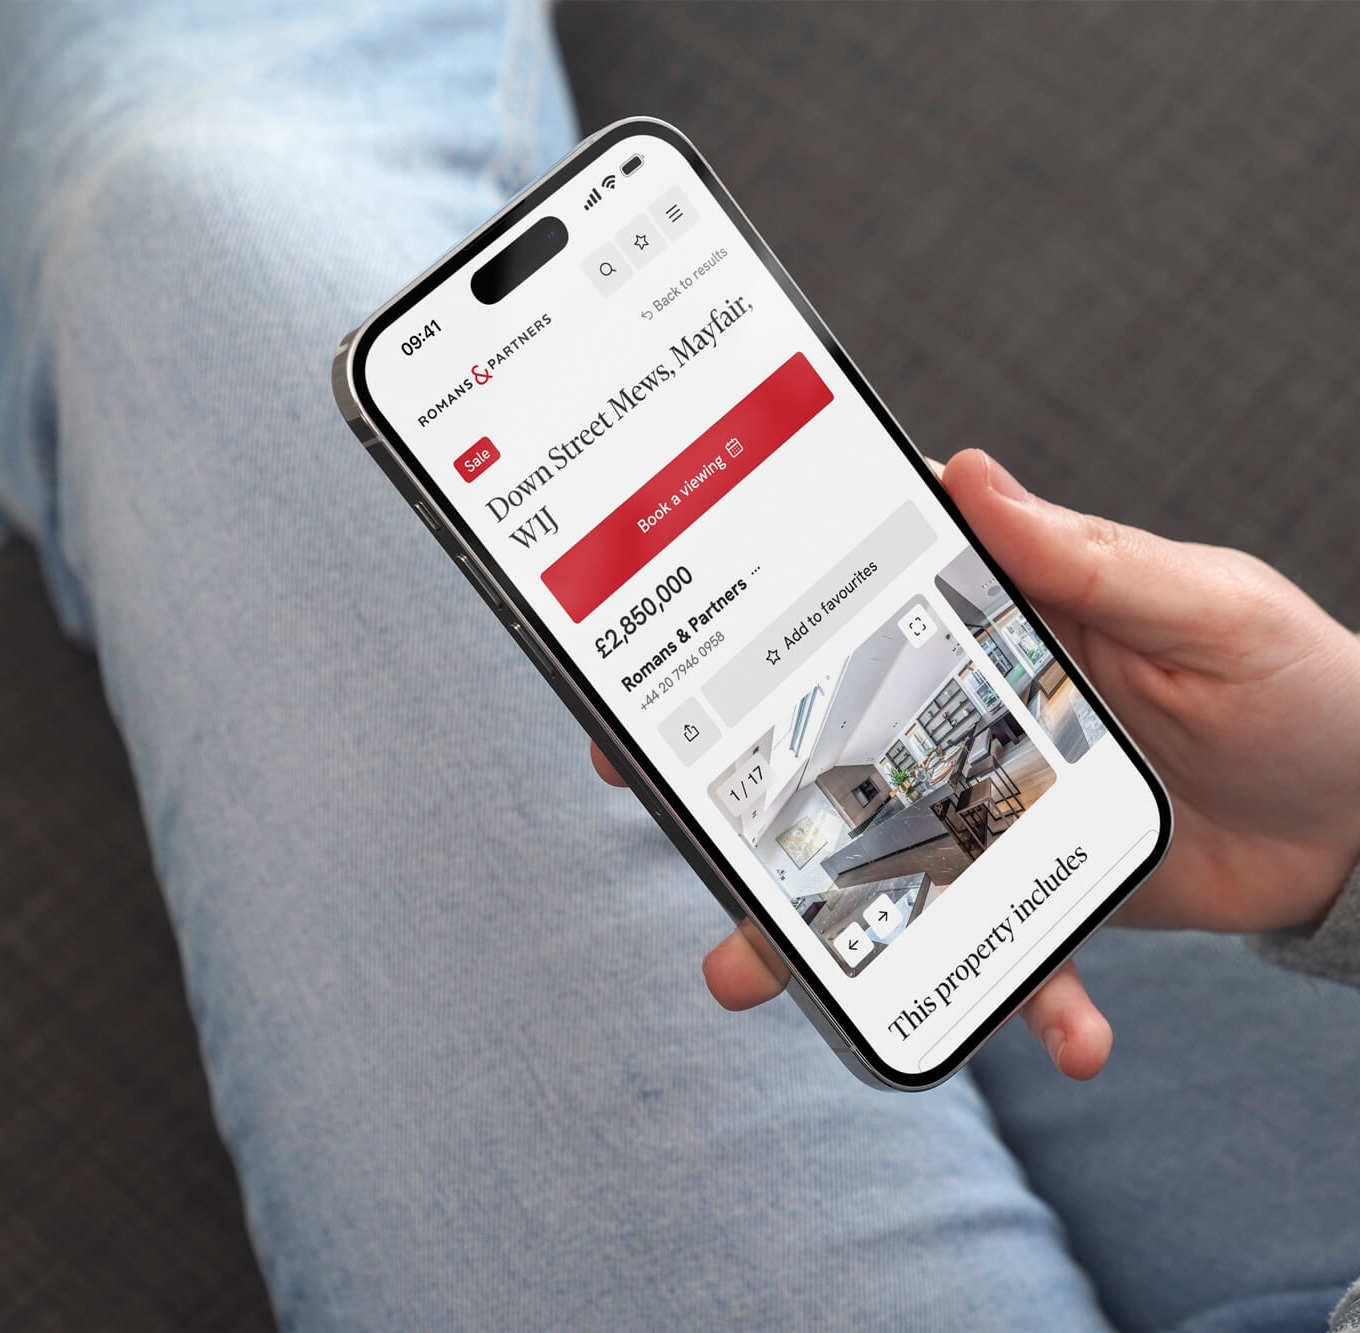 09:41
ROMANS & PARTNERS
Back to results
Sale
Down Street Mews, Mayfair,
W1J
Book a viewing
£2,850,000
Romans & Partners ...
+44 20 7946 0958
Add to favourites
1 / 17
This property includes